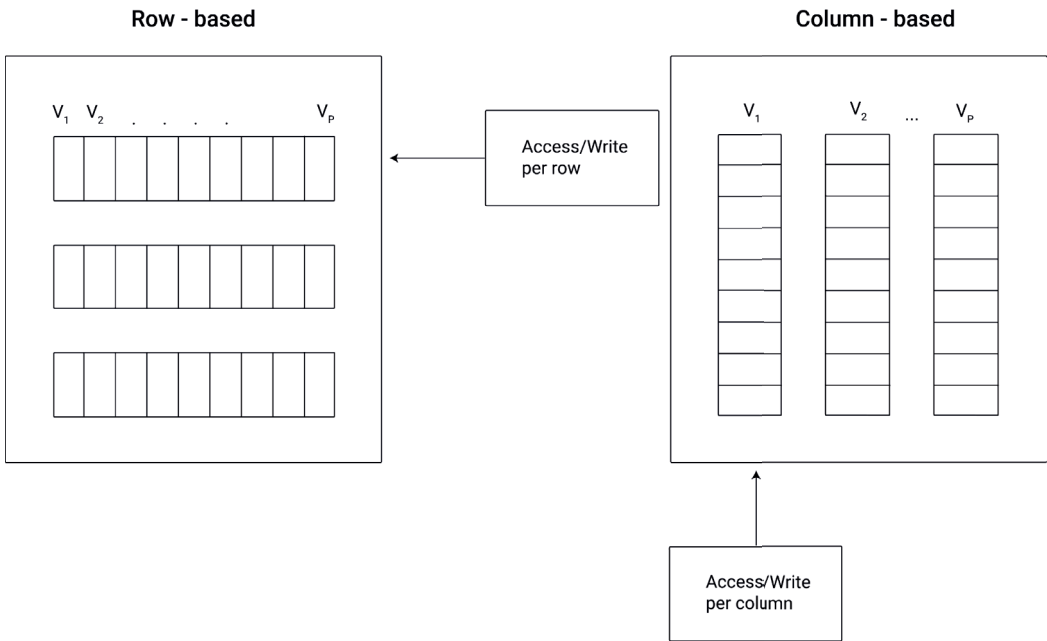 Row - based
V1 V2 . . . . VP
Access/Write
per row
Column - based
V1 V2 ... VP
Access/Write
per column